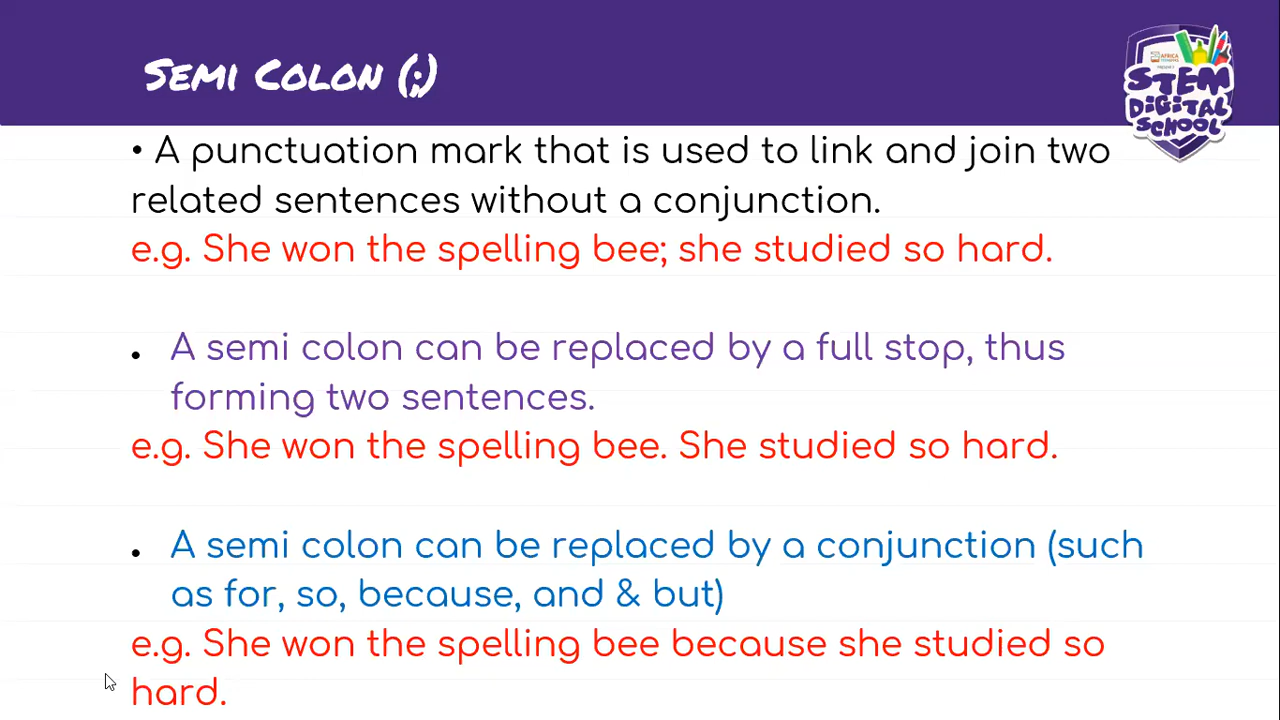 SEMI COLON (;)
AFRICA
STEM
DIGITAL
SCHOOL
• A punctuation mark that is used to link and join two
related sentences without a conjunction.
e.g. She won the spelling bee; she studied so hard.
• A semi colon can be replaced by a full stop, thus
forming two sentences.
e.g. She won the spelling bee. She studied so hard.
• A semi colon can be replaced by a conjunction (such
as for, so, because, and & but)
e.g. She won the spelling bee because she studied so
hard.